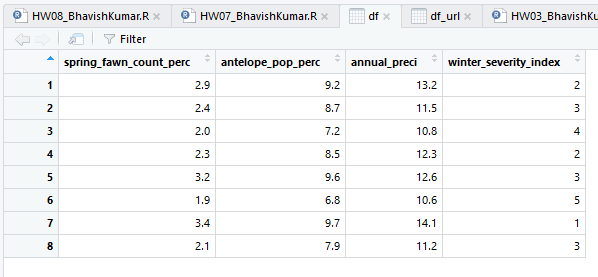 HW08_BhavishKumar.R HW07_BhavishKumar.R df df_url HW03_BhavishKu
Filter
spring_fawn_count_perc antelope_pop_perc annual_preci winter_severity_index
1 2.9 9.2 13.2 2
2 2.4 8.7 11.5 3
3 2.0 7.2 10.8 4
4 2.3 8.5 12.3 2
5 3.2 9.6 12.6 3
6 1.9 6.8 10.6 5
7 3.4 9.7 14.1 1
8 2.1 7.9 11.2 3